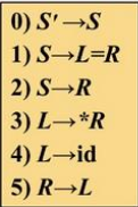 0) S' →S
1) S→L=R
2) S→R
3) L→*R
4) L→id
5) R→L